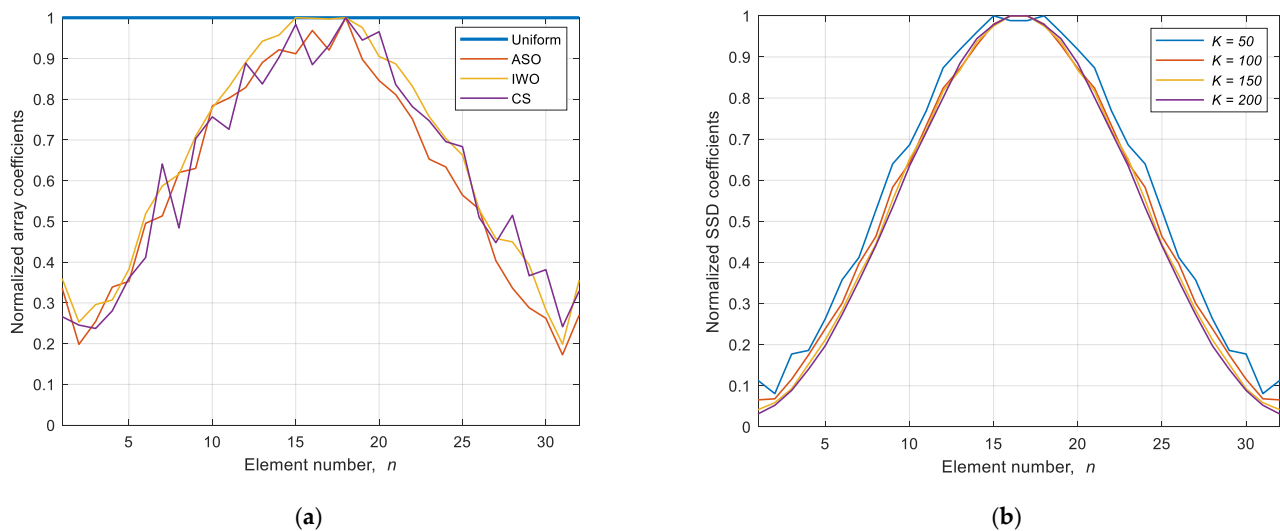 1
0.9
0.8
0.7
0.6
0.5
0.4
0.3
0.2
0.1
0
5 10 15 20 25 30
Normalized array coefficients
Element number, n
Uniform
ASO
IWO
CS
(a)
1
0.9
0.8
0.7
0.6
0.5
0.4
0.3
0.2
0.1
0
5 10 15 20 25 30
Normalized SSD coefficients
Element number, n
K = 50
K = 100
K = 150
K = 200
(b)